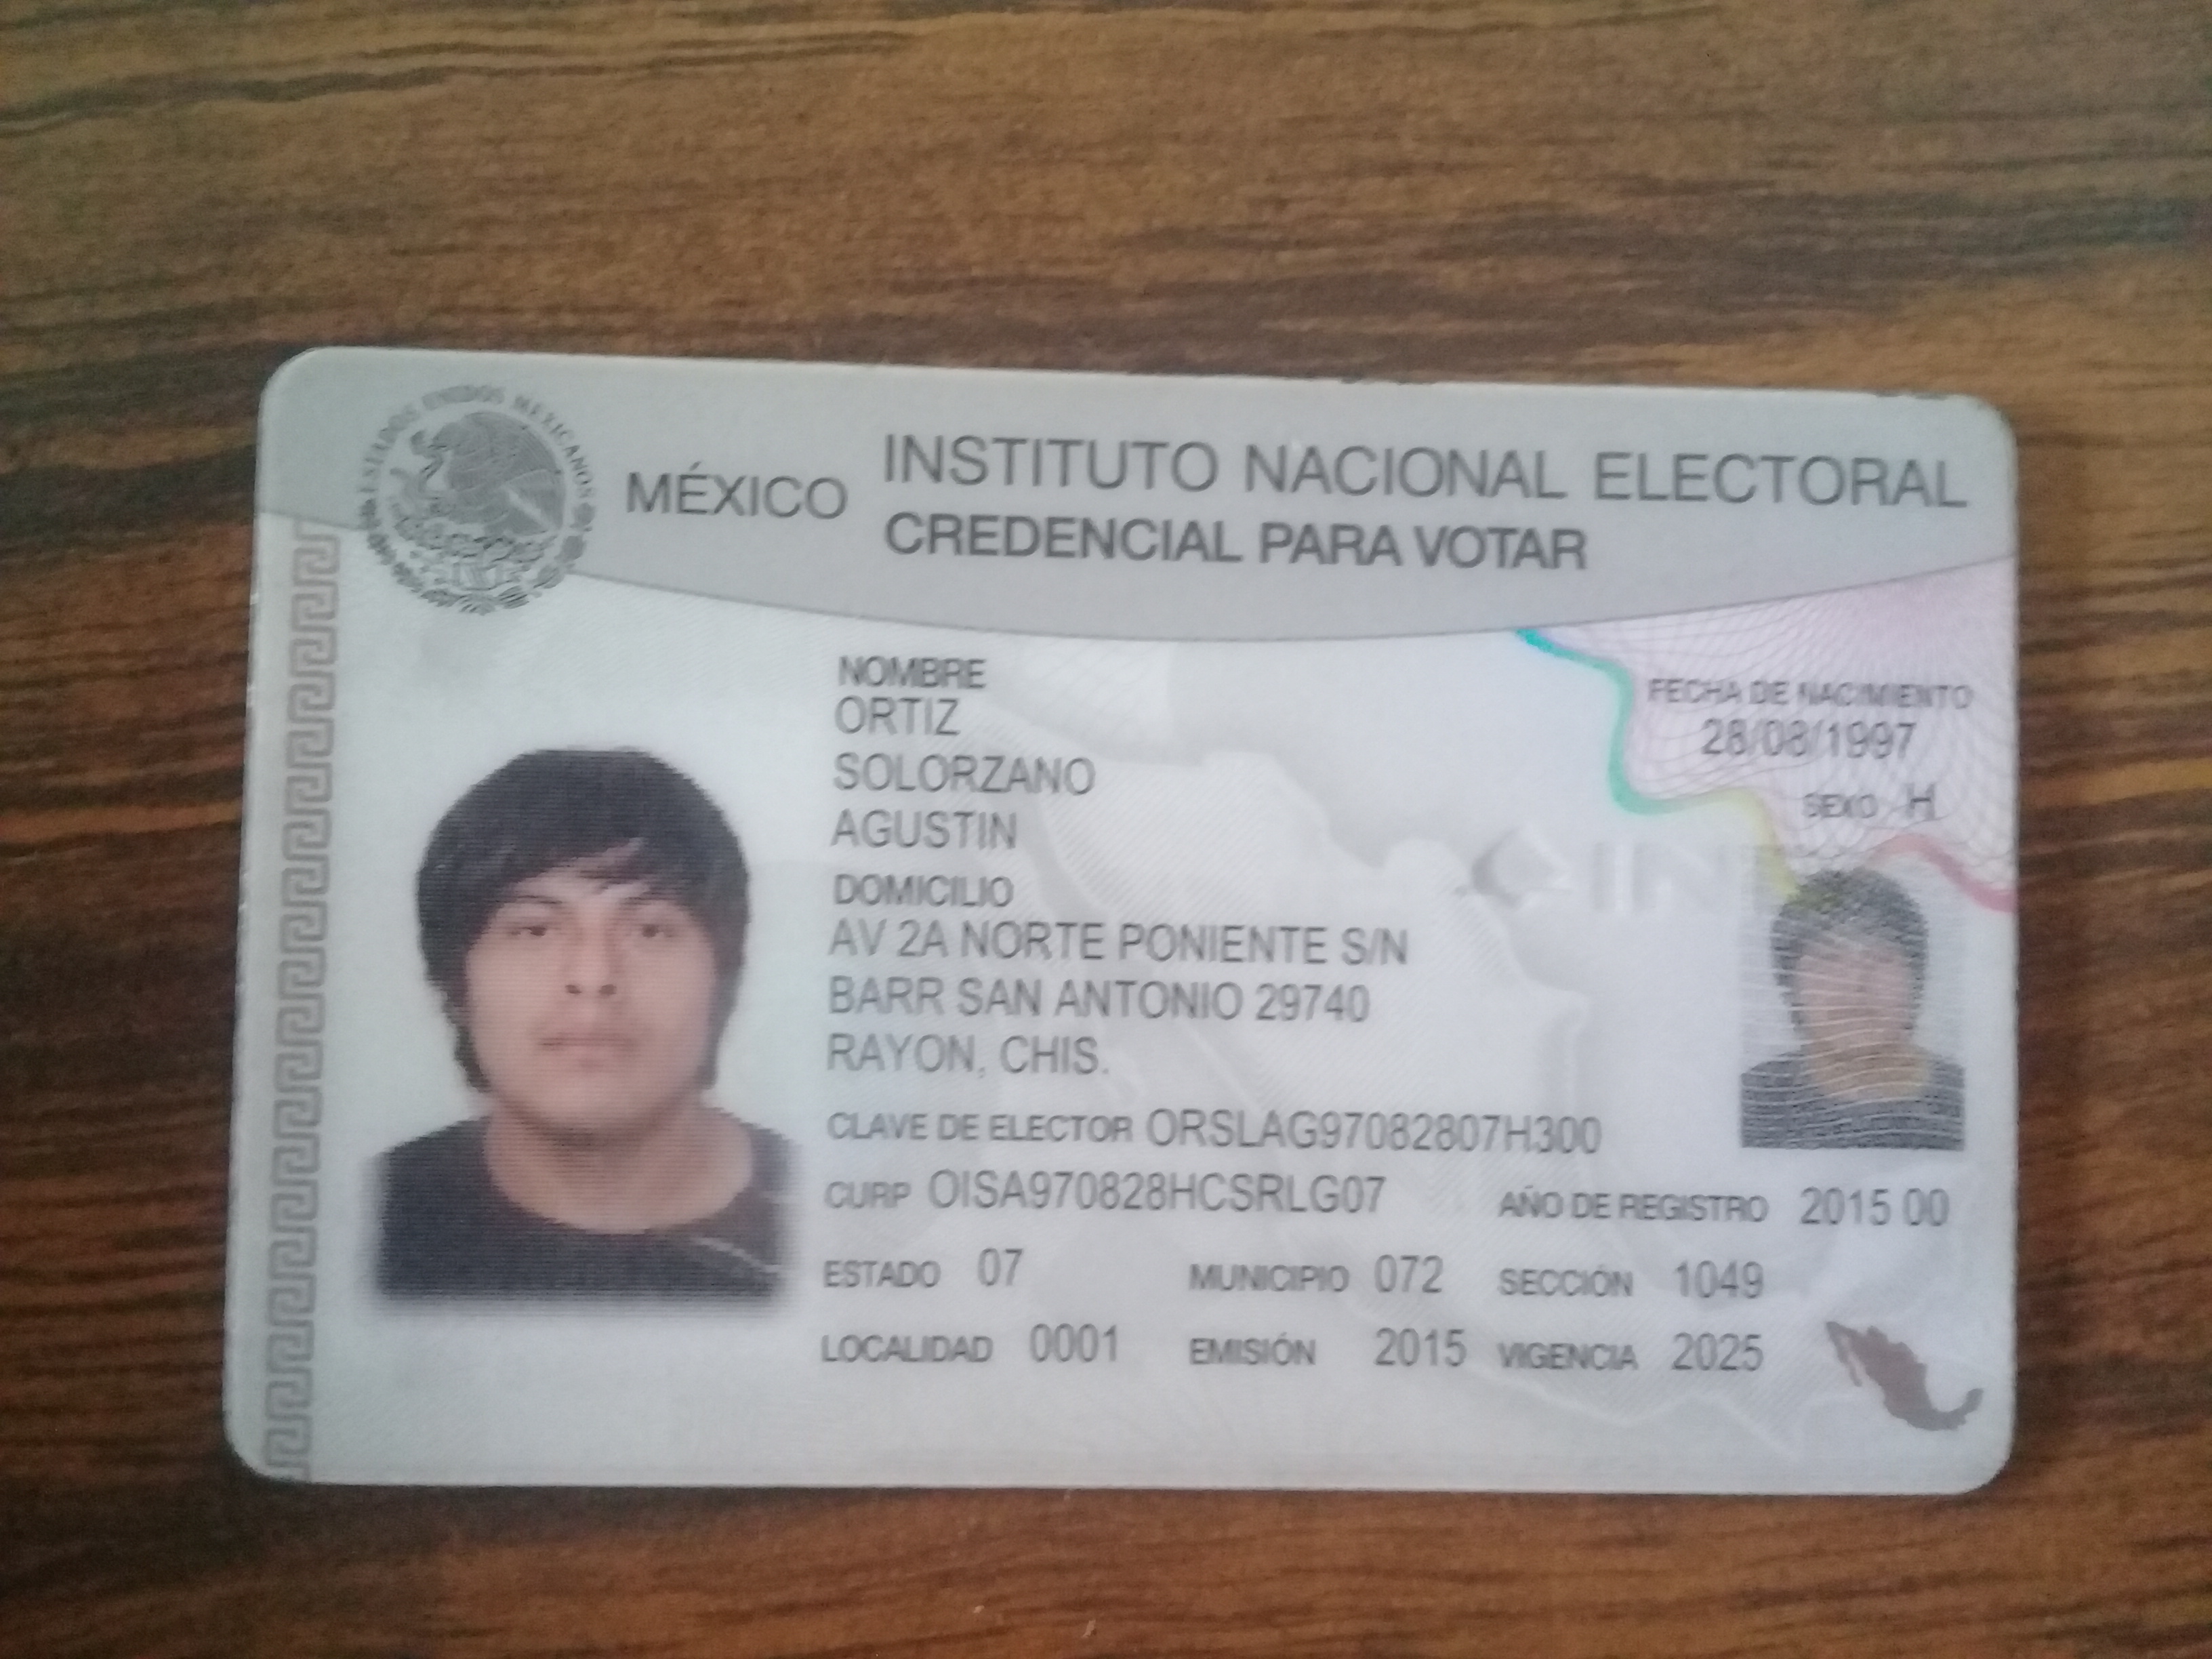 ESTADOS UNIDOS MEXICANOS
MÉXICO
INSTITUTO NACIONAL ELECTORAL
CREDENCIAL PARA VOTAR
NOMBRE
ORTIZ
SOLORZANO
AGUSTIN
FECHA DE NACIMIENTO
28/08/1997
SEXO H
DOMICILIO
AV 2A NORTE PONIENTE S/N
BARR SAN ANTONIO 29740
RAYON, CHIS.
INE
CLAVE DE ELECTOR ORSLAG97082807H300
CURP OISA970828HCSRLG07 AÑO DE REGISTRO 2015 00
ESTADO 07 MUNICIPIO 072 SECCIÓN 1049
LOCALIDAD 0001 EMISIÓN 2015 VIGENCIA 2025